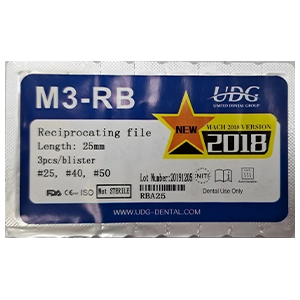 M3-RB
UDG
UNITED DENTAL GROUP
Reciprocating file
Length: 25mm
3pcs/blister
#25, #40, #50
NEW
MACH 2018 VERSION
2018
FDA CE ISO
Not STERILE
Lot Number:20191205
RBA25
NITI
Dental Use Only
WWW.UDG-DENTAL.COM